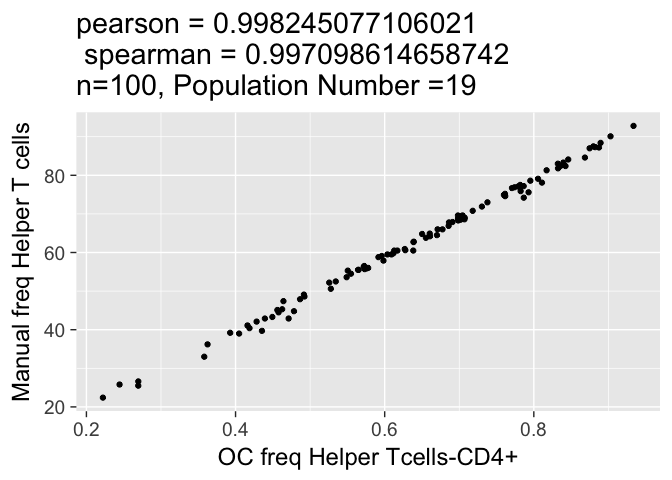 pearson = 0.998245077106021
spearman = 0.997098614658742
n=100, Population Number =19
Manual freq Helper T cells
80
60
40
20
0.2 0.4 0.6 0.8
OC freq Helper Tcells-CD4+